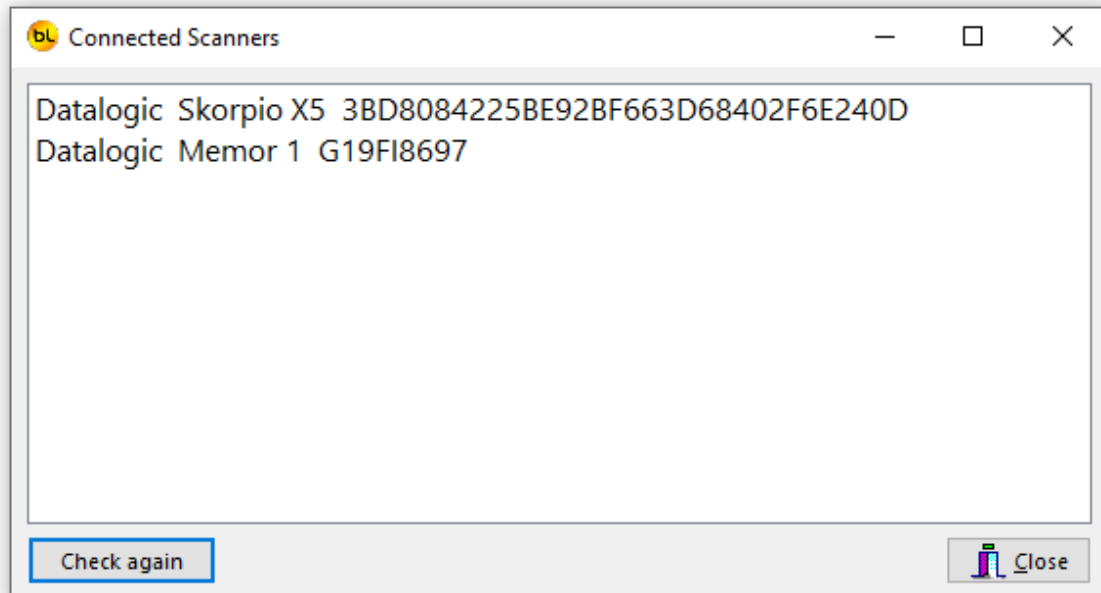 bL Connected Scanners
Datalogic Skorpio X5 3BD8084225BE92BF663D68402F6E240D
Datalogic Memor 1 G19FI8697
Check again
Close